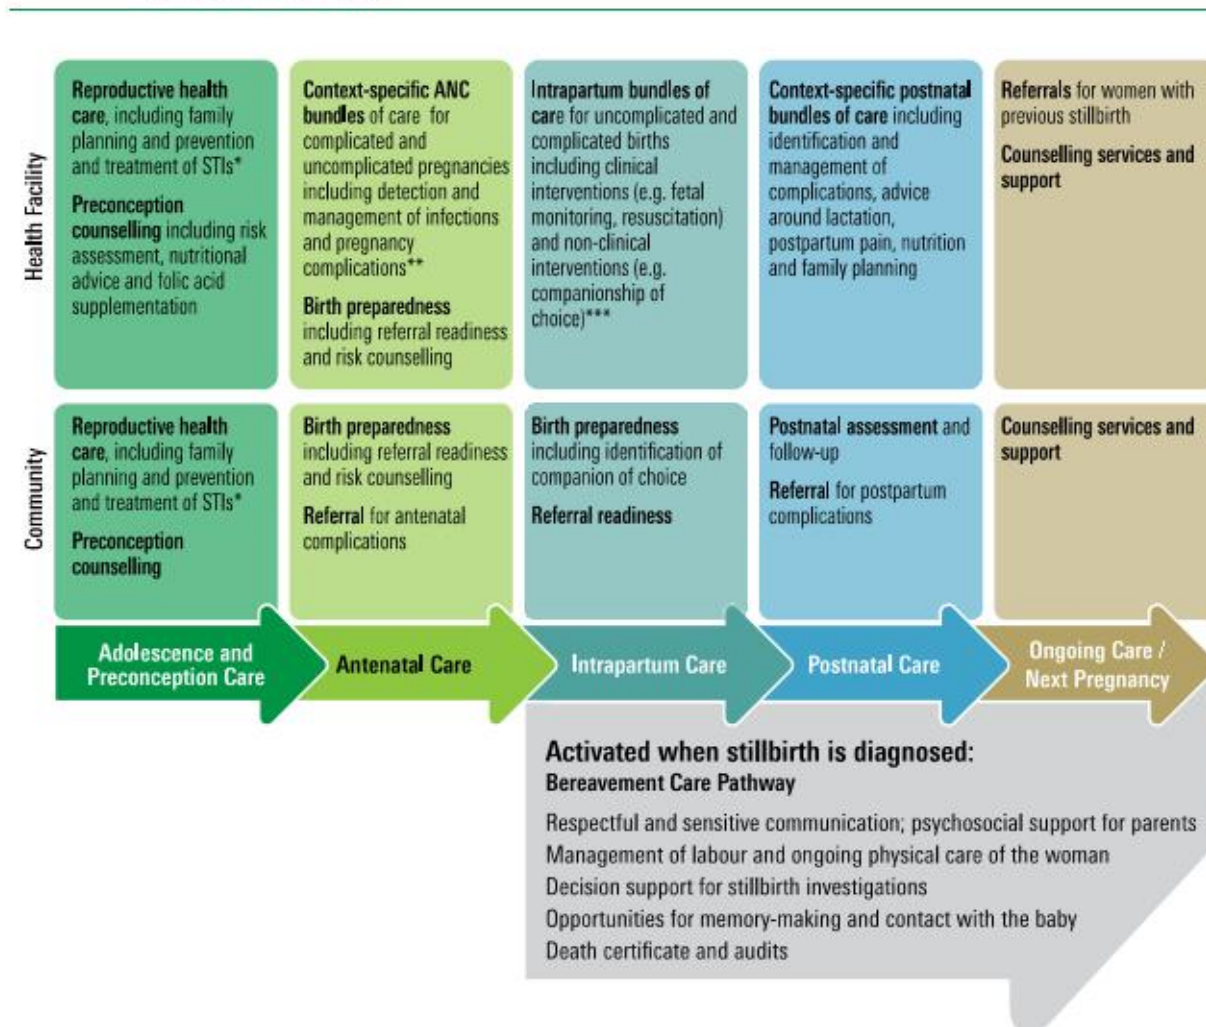 Health Facility
Reproductive health
care, including family
planning and prevention
and treatment of STIs*
Preconception
counselling including risk
assessment, nutritional
advice and folic acid
supplementation
Context-specific ANC
bundles of care for
complicated and
uncomplicated pregnancies
including detection and
management of infections
and pregnancy
complications**
Birth preparedness
including referral readiness
and risk counselling
Intrapartum bundles of
care for uncomplicated and
complicated births
including clinical
interventions (e.g. fetal
monitoring, resuscitation)
and non-clinical
interventions (e.g.
companionship of
choice)***
Context-specific postnatal
bundles of care including
identification and
management of
complications, advice
around lactation,
postpartum pain, nutrition
and family planning
Referrals for women with
previous stillbirth
Counselling services and
support
Community
Reproductive health
care, including family
planning and prevention
and treatment of STIs*
Preconception
counselling
Birth preparedness
including referral readiness
and risk counselling
Referral for antenatal
complications
Birth preparedness
including identification of
companion of choice
Referral readiness
Postnatal assessment and
follow-up
Referral for postpartum
complications
Counselling services and
support
Adolescence and
Preconception Care
Antenatal Care
Intrapartum Care
Postnatal Care
Ongoing Care /
Next Pregnancy
Activated when stillbirth is diagnosed:
Bereavement Care Pathway
Respectful and sensitive communication; psychosocial support for parents
Management of labour and ongoing physical care of the woman
Decision support for stillbirth investigations
Opportunities for memory-making and contact with the baby
Death certificate and audits